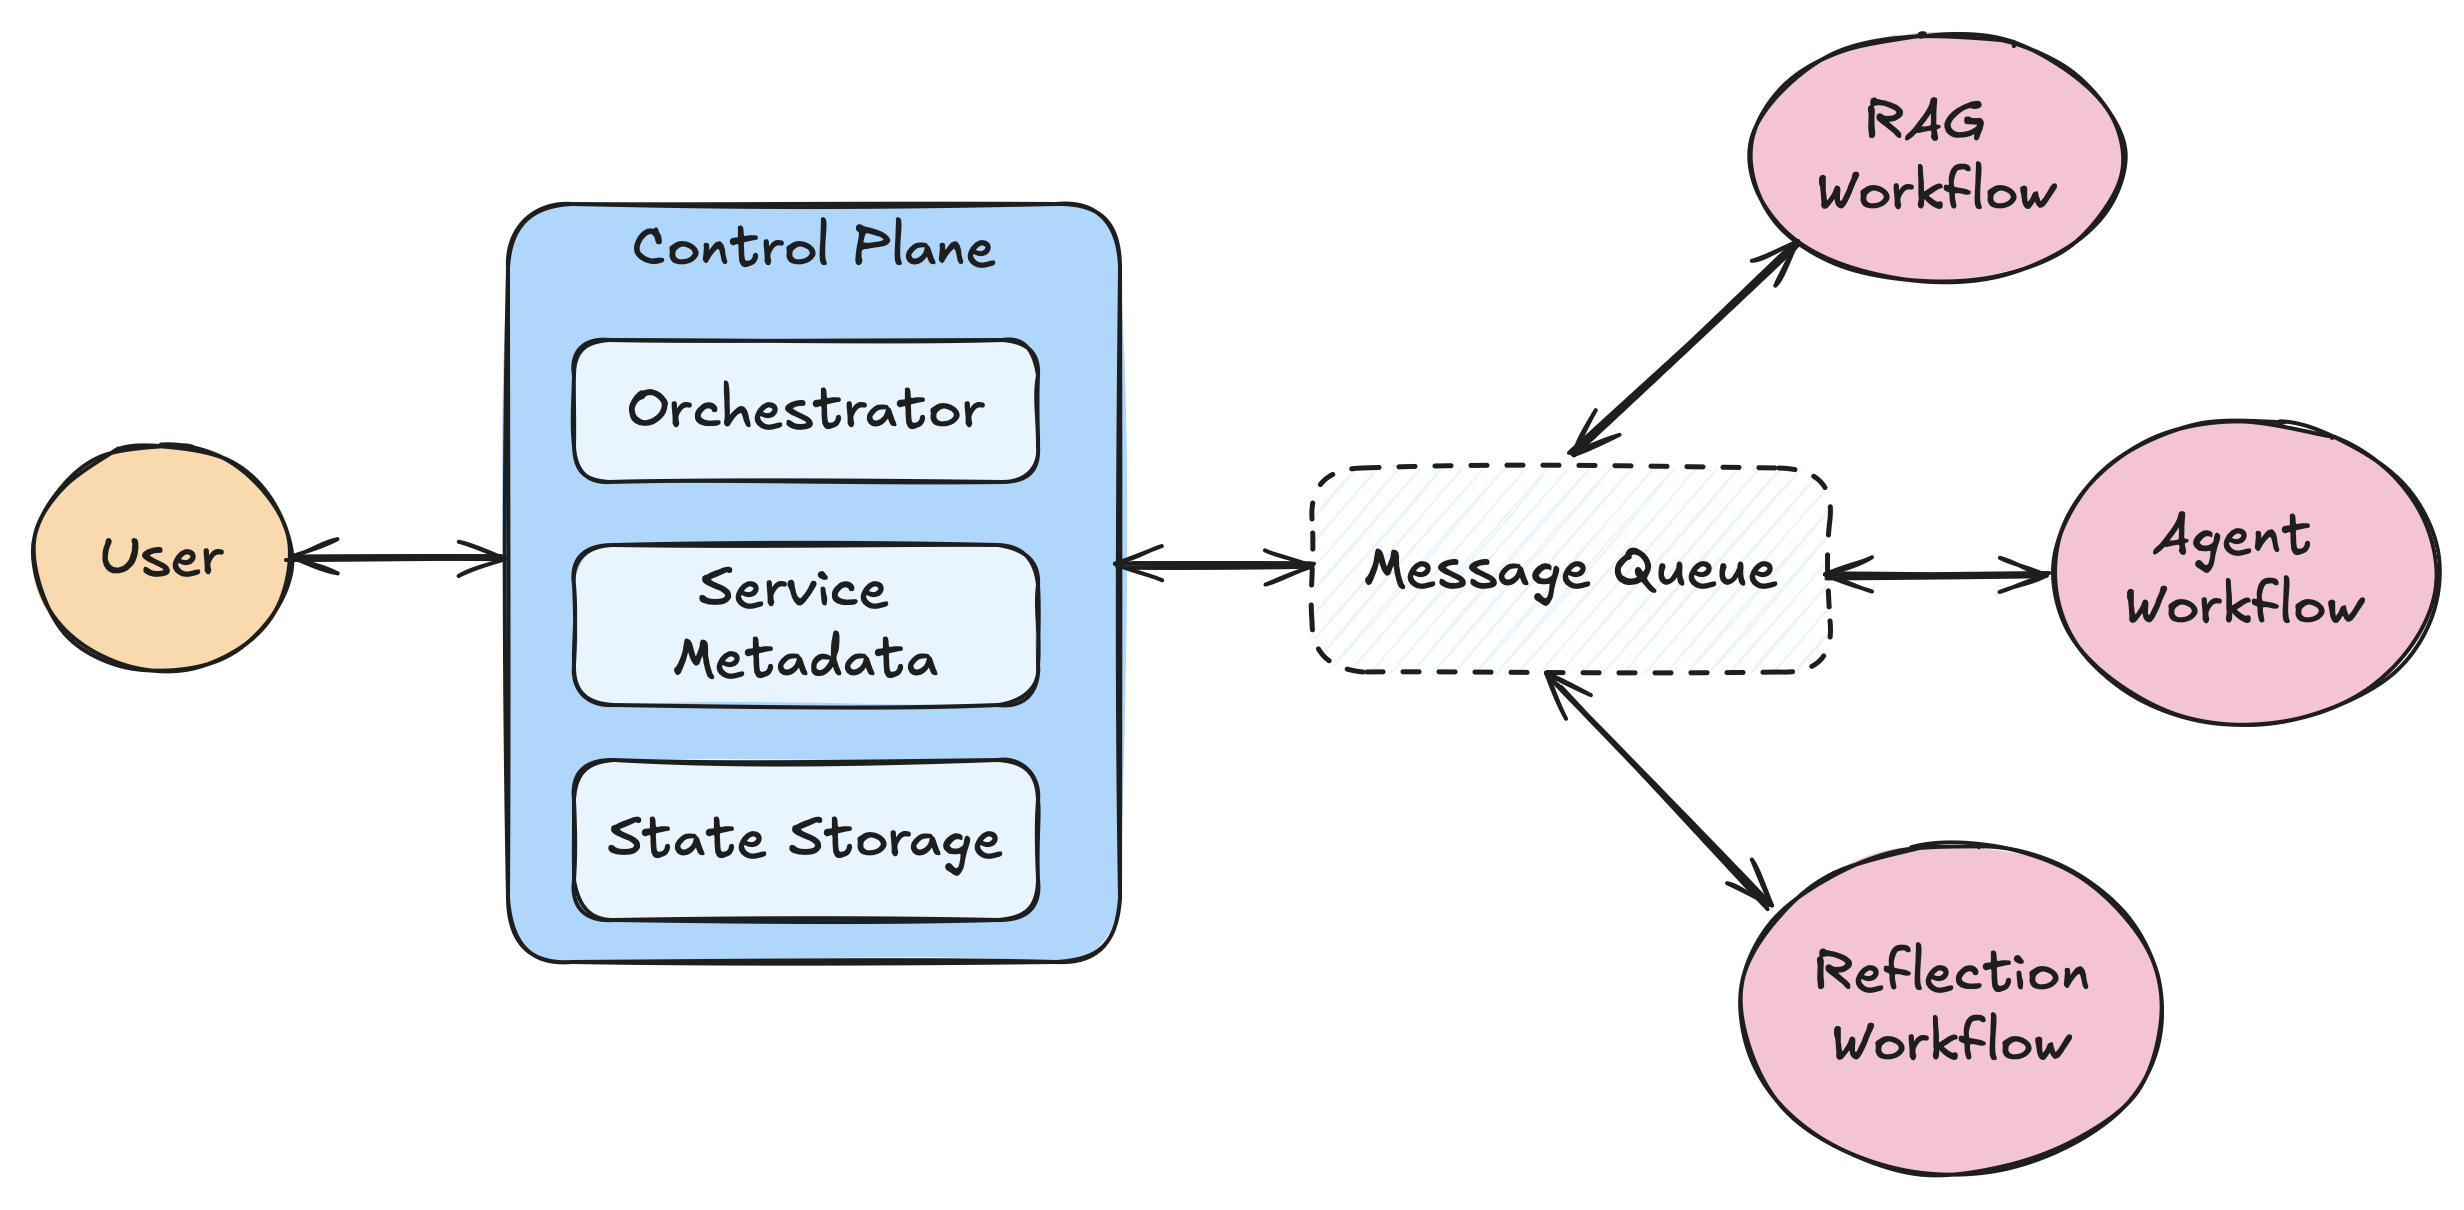 User
Control Plane
Orchestrator
Service
Metadata
State Storage
Message Queue
RAG
Workflow
Agent
Workflow
Reflection
Workflow